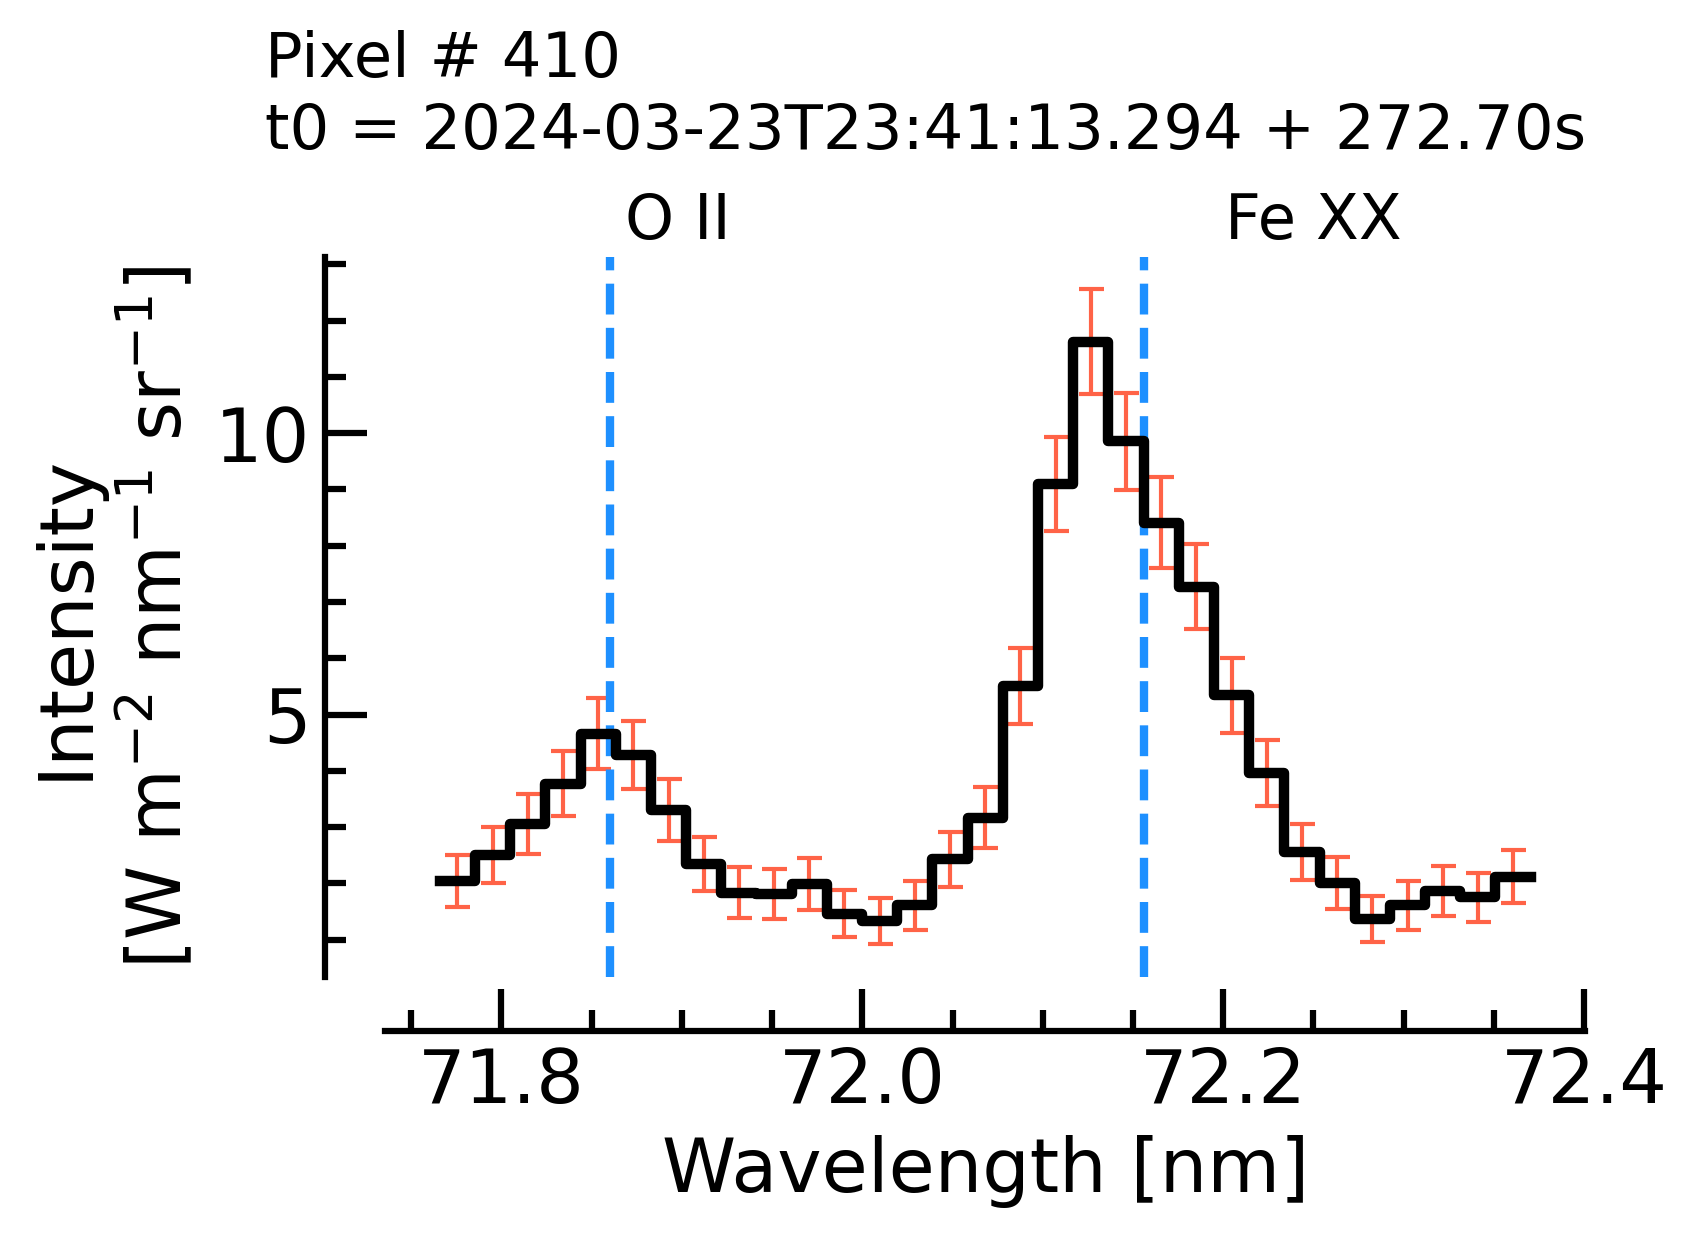 Pixel # 410
t0 = 2024-03-23T23:41:13.294 + 272.70s
O II
Fe XX
Intensity
[W m⁻² nm⁻¹ sr⁻¹]
10
5
71.8
72.0
72.2
72.4
Wavelength [nm]